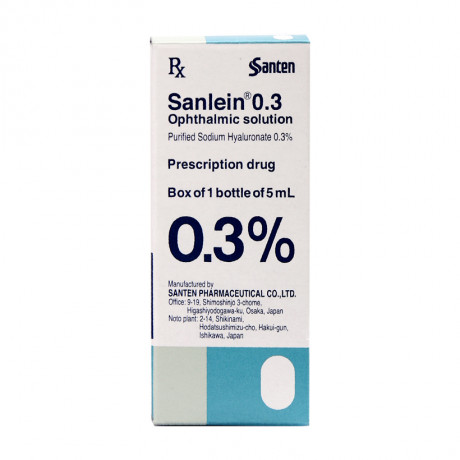 Rx
Santen
Sanlein® 0.3
Ophthalmic solution
Purified Sodium Hyaluronate 0.3%
Prescription drug
Box of 1 bottle of 5 mL
0.3%
Manufactured by
SANTEN PHARMACEUTICAL CO.,LTD.
Office: 9-19, Shimoshinjo 3-chome,
Higashiyodogawa-ku, Osaka, Japan
Noto plant: 2-14, Shikinami,
Hodatsushimizu-cho, Hakui-gun,
Ishikawa, Japan